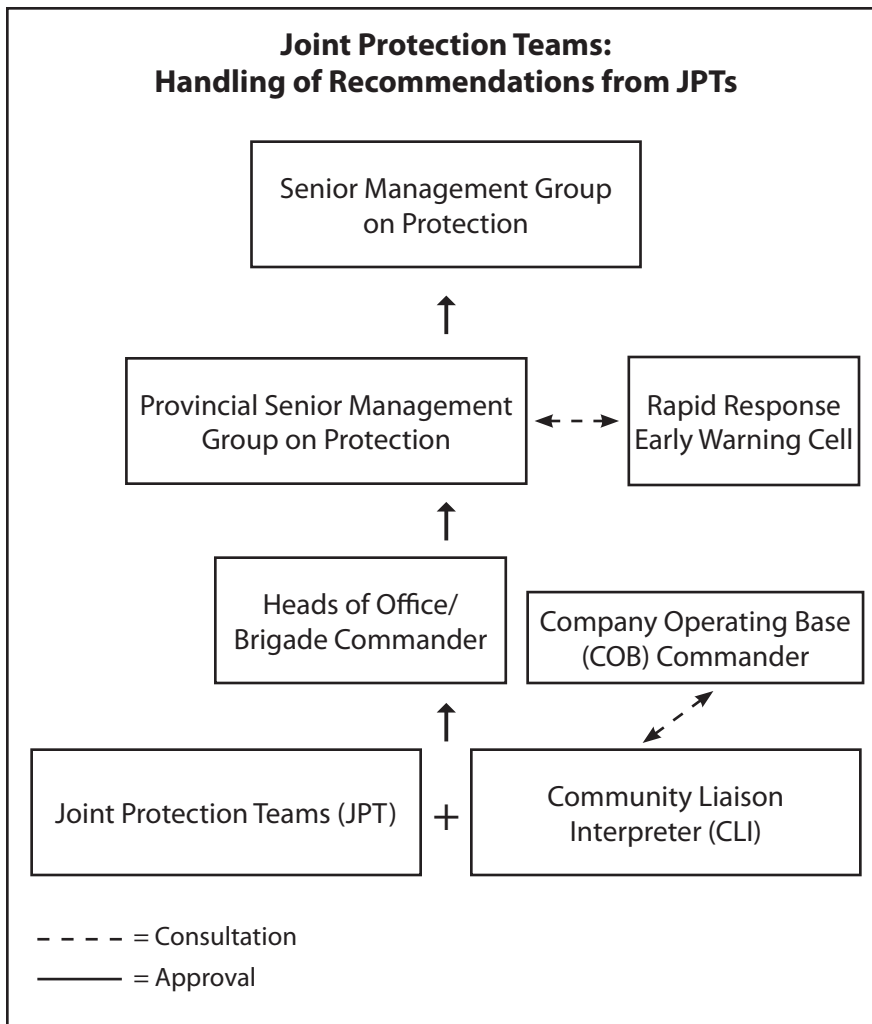 Joint Protection Teams:
Handling of Recommendations from JPTs
Senior Management Group
on Protection
Provincial Senior Management
Group on Protection
Rapid Response
Early Warning Cell
Heads of Office/
Brigade Commander
Company Operating Base
(COB) Commander
Joint Protection Teams (JPT)
+
Community Liaison
Interpreter (CLI)
= Consultation
= Approval